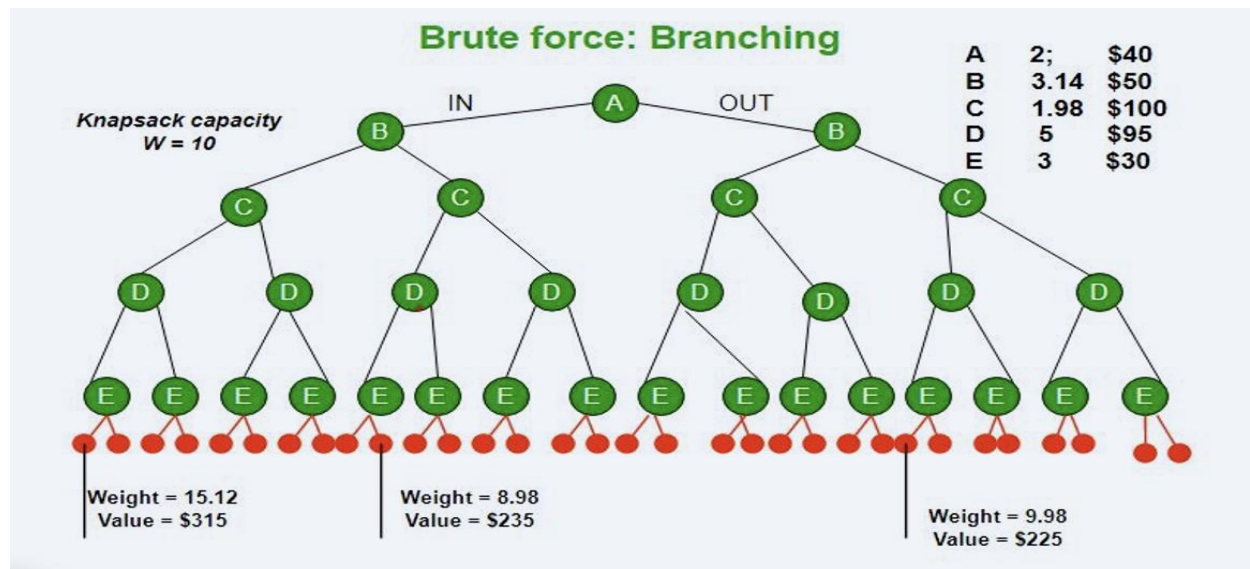 Brute force: Branching
A 2; $40
B 3.14 $50
C 1.98 $100
D 5 $95
E 3 $30
Knapsack capacity
W = 10
IN
OUT
A
B B
C C C C
D D D D D D D D
E E E E E E E E E E E E E E E E
Weight = 15.12
Value = $315
Weight = 8.98
Value = $235
Weight = 9.98
Value = $225